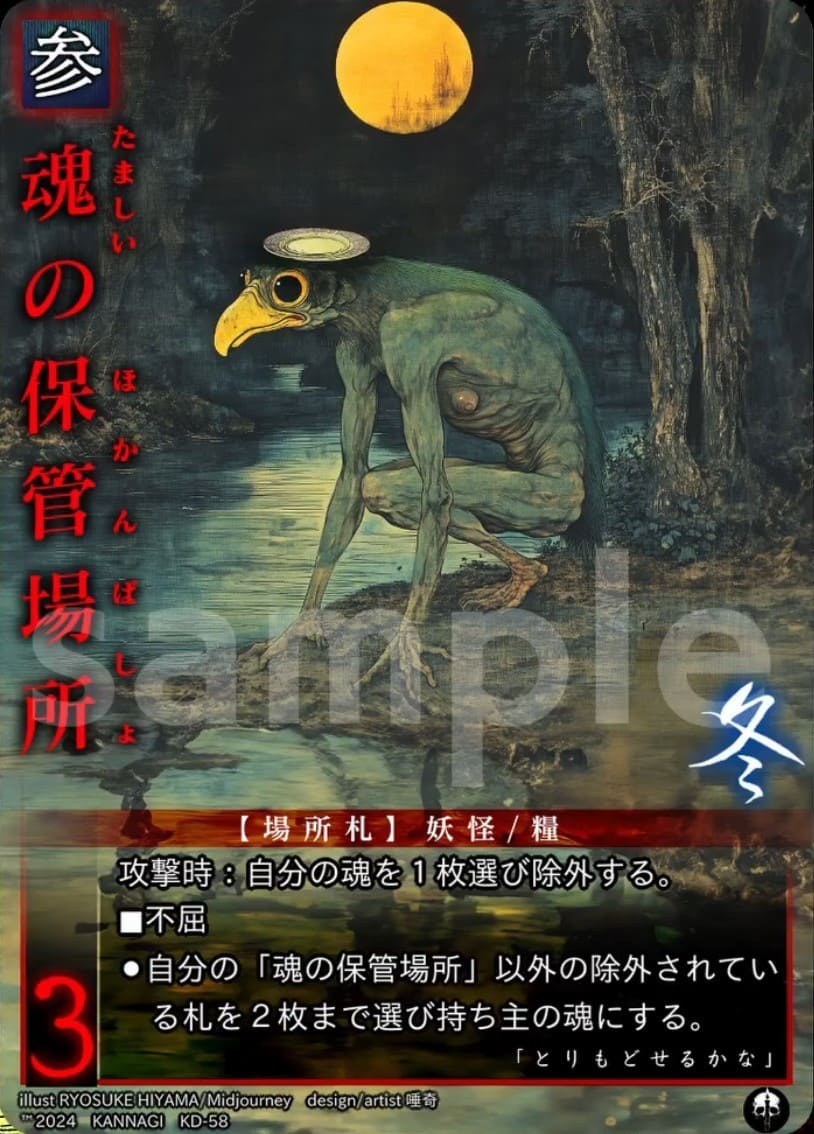 参
魂の保管場所
たましい ほかんばしょ
sample
冬
【場所札】妖怪/糧
攻撃時：自分の魂を１枚選び除外する。
■不屈
●自分の「魂の保管場所」以外の除外されてい
る札を２枚まで選び持ち主の魂にする。
「とりもどせるかな」
3
illust RYOSUKE HIYAMA/Midjourney design/artist 唾奇
™2024 KANNAGI KD-58